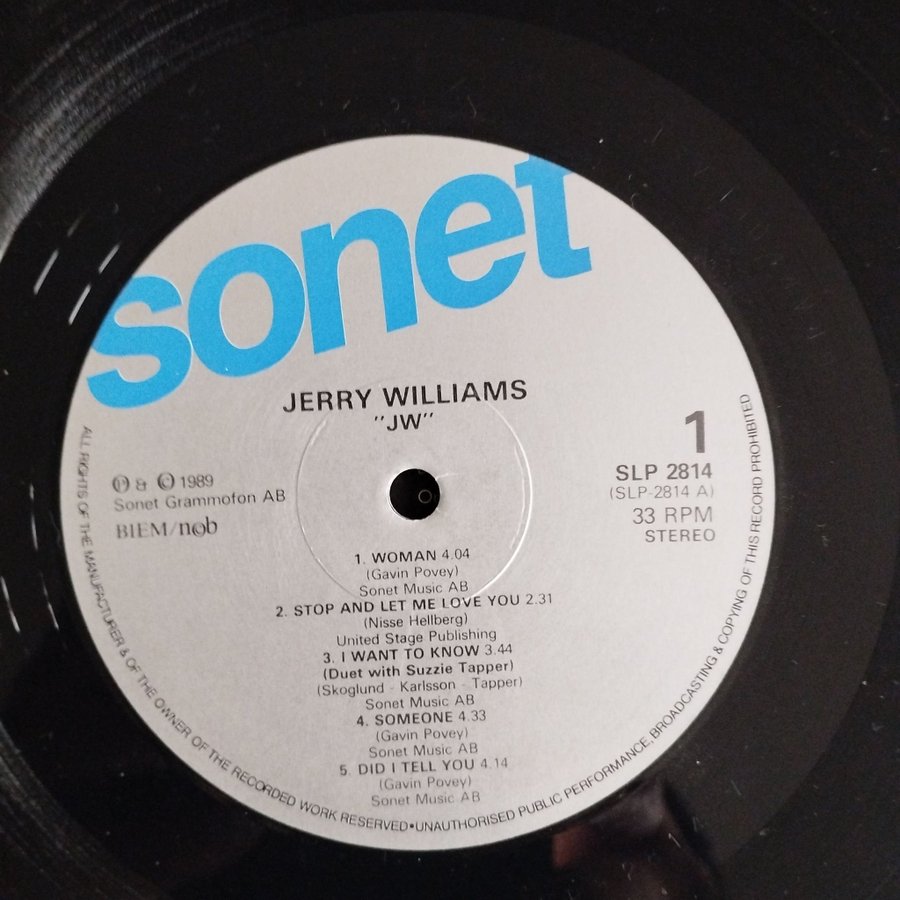 sonet
JERRY WILLIAMS
"JW"
1
SLP 2814
(SLP-2814 A)
33 RPM
STEREO
Ⓟ & © 1989
Sonet Grammofon AB
BIEM/ncb
1. WOMAN 4.04
(Gavin Povey)
Sonet Music AB
2. STOP AND LET ME LOVE YOU 2.31
(Nisse Hellberg)
United Stage Publishing
3. I WANT TO KNOW 3.44
(Duet with Suzzie Tapper)
(Skoglund - Karlsson - Tapper)
Sonet Music AB
4. SOMEONE 4.33
(Gavin Povey)
Sonet Music AB
5. DID I TELL YOU 4.14
(Gavin Povey)
Sonet Music AB
ALL RIGHTS OF THE MANUFACTURER & OF THE OWNER OF THE RECORDED WORK RESERVED•UNAUTHORISED PUBLIC PERFORMANCE, BROADCASTING & COPYING OF THIS RECORD PROHIBITED